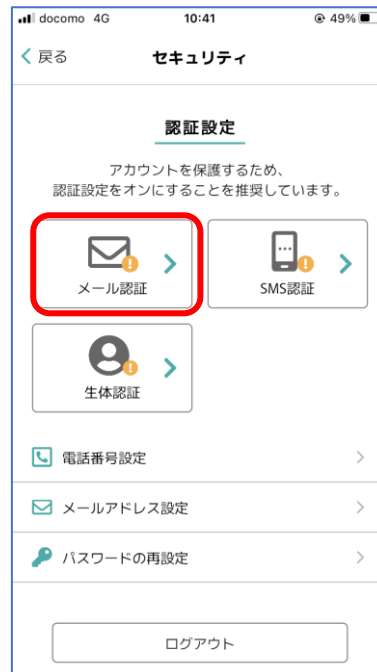 docomo 4G 10:41 49%
戻る セキュリティ
認証設定
アカウントを保護するため、
認証設定をオンにすることを推奨しています。
メール認証 SMS認証
生体認証
電話番号設定
メールアドレス設定
パスワードの再設定
ログアウト